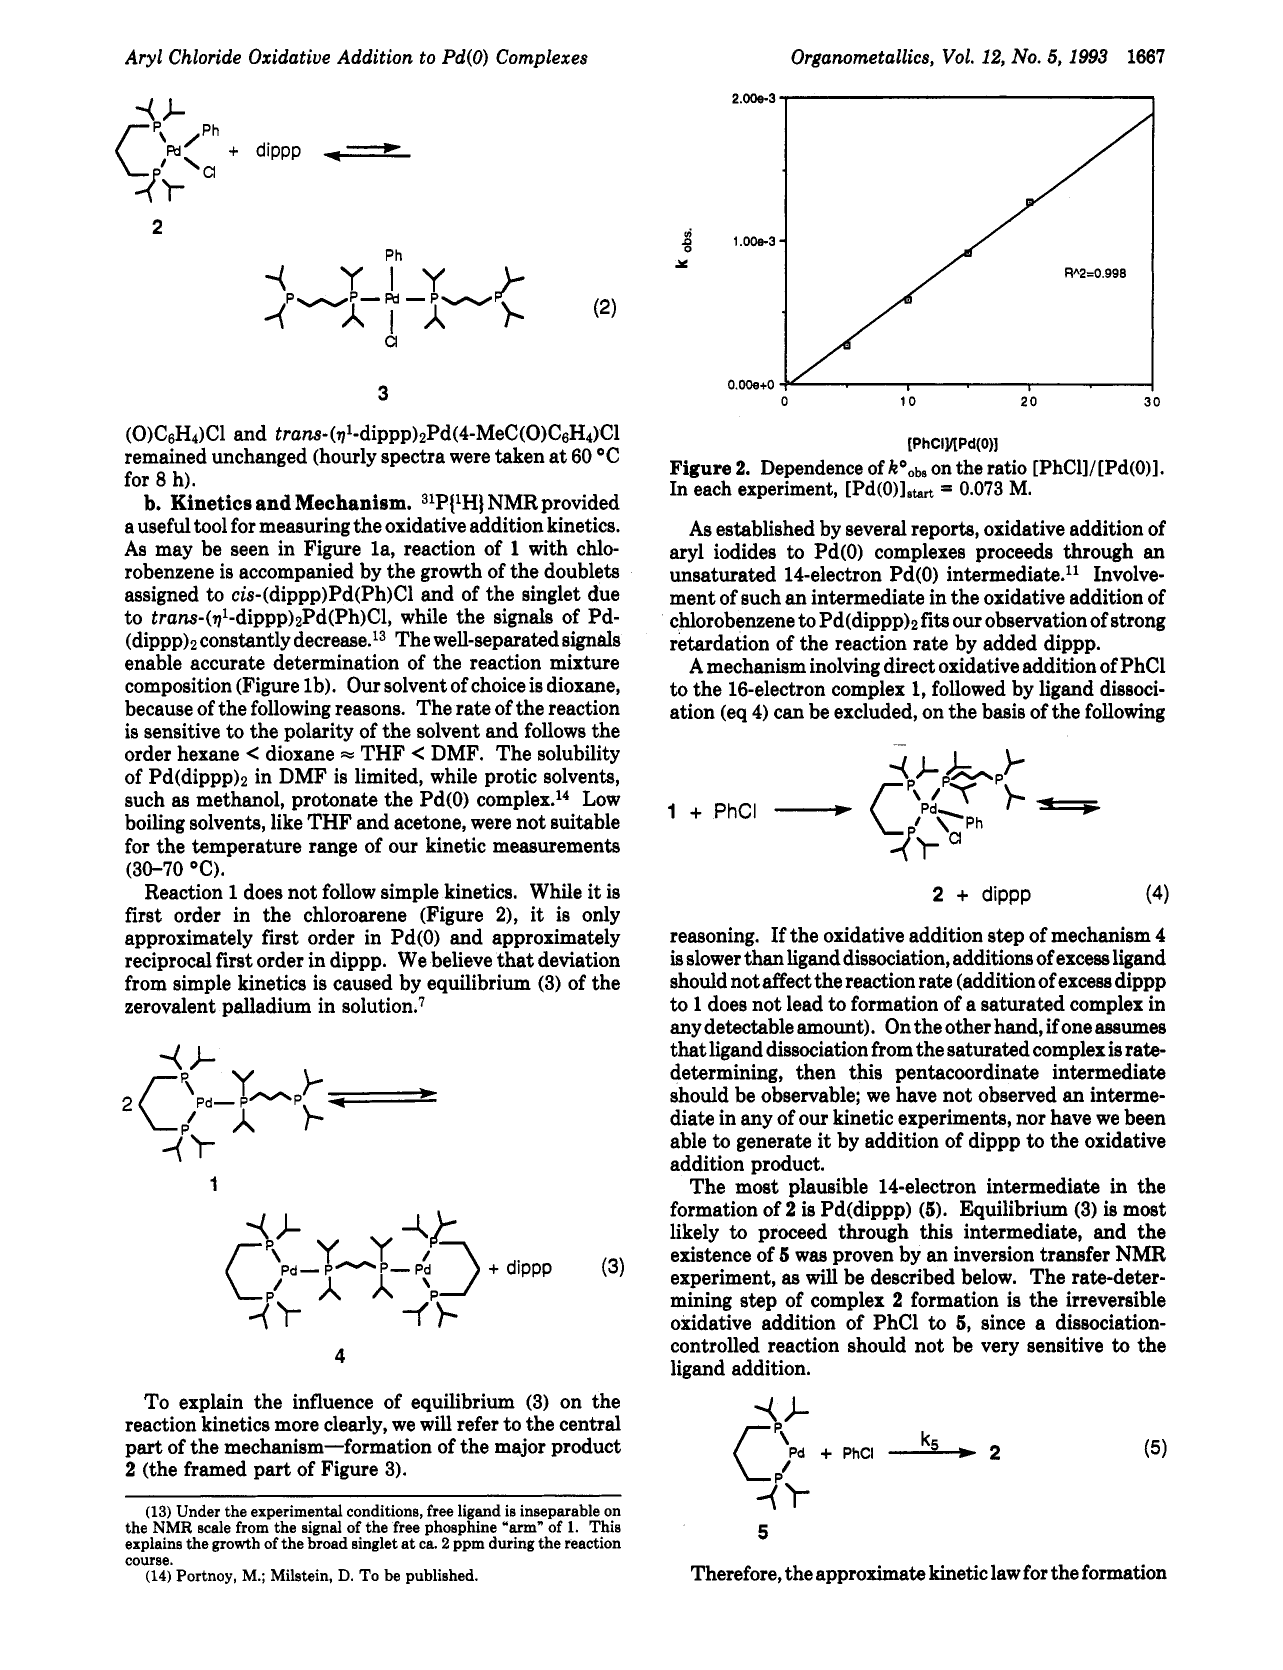 Aryl Chloride Oxidative Addition to Pd(0) Complexes
Organometallics, Vol. 12, No. 5, 1993 1667
P
Ph
Pd
+ dippp
P
Cl
2
Ph
P
P
Pd
P
P
(2)
Cl
3
(O)C6H4)Cl and trans-(η1-dippp)2Pd(4-MeC(O)C6H4)Cl
remained unchanged (hourly spectra were taken at 60 °C
for 8 h).
b. Kinetics and Mechanism. 31P{1H} NMR provided
a useful tool for measuring the oxidative addition kinetics.
As may be seen in Figure 1a, reaction of 1 with chlo-
robenzene is accompanied by the growth of the doublets
assigned to cis-(dippp)Pd(Ph)Cl and of the singlet due
to trans-(η1-dippp)2Pd(Ph)Cl, while the signals of Pd-
(dippp)2 constantly decrease.13 The well-separated signals
enable accurate determination of the reaction mixture
composition (Figure 1b). Our solvent of choice is dioxane,
because of the following reasons. The rate of the reaction
is sensitive to the polarity of the solvent and follows the
order hexane < dioxane ≈ THF < DMF. The solubility
of Pd(dippp)2 in DMF is limited, while protic solvents,
such as methanol, protonate the Pd(0) complex.14 Low
boiling solvents, like THF and acetone, were not suitable
for the temperature range of our kinetic measurements
(30–70 °C).
Reaction 1 does not follow simple kinetics. While it is
first order in the chloroarene (Figure 2), it is only
approximately first order in Pd(0) and approximately
reciprocal first order in dippp. We believe that deviation
from simple kinetics is caused by equilibrium (3) of the
zerovalent palladium in solution.7
P
2
Pd
P
P
P
1
P
P
Pd
P
P
Pd
+ dippp
(3)
P
P
4
To explain the influence of equilibrium (3) on the
reaction kinetics more clearly, we will refer to the central
part of the mechanism—formation of the major product
2 (the framed part of Figure 3).
(13) Under the experimental conditions, free ligand is inseparable on
the NMR scale from the signal of the free phosphine "arm" of 1. This
explains the growth of the broad singlet at ca. 2 ppm during the reaction
course.
(14) Portnoy, M.; Milstein, D. To be published.
2.00e-3
k obs.
1.00e-3
R^2=0.998
0.00e+0
0
10
20
30
[PhCl]/[Pd(0)]
Figure 2. Dependence of k°obs on the ratio [PhCl]/[Pd(0)].
In each experiment, [Pd(0)]start = 0.073 M.
As established by several reports, oxidative addition of
aryl iodides to Pd(0) complexes proceeds through an
unsaturated 14-electron Pd(0) intermediate.11 Involve-
ment of such an intermediate in the oxidative addition of
chlorobenzene to Pd(dippp)2 fits our observation of strong
retardation of the reaction rate by added dippp.
A mechanism inolving direct oxidative addition of PhCl
to the 16-electron complex 1, followed by ligand dissoci-
ation (eq 4) can be excluded, on the basis of the following
P
P
P
1 + PhCl
Pd
Ph
P
Cl
2 + dippp
(4)
reasoning. If the oxidative addition step of mechanism 4
is slower than ligand dissociation, additions of excess ligand
should not affect the reaction rate (addition of excess dippp
to 1 does not lead to formation of a saturated complex in
any detectable amount). On the other hand, if one assumes
that ligand dissociation from the saturated complex is rate-
determining, then this pentacoordinate intermediate
should be observable; we have not observed an interme-
diate in any of our kinetic experiments, nor have we been
able to generate it by addition of dippp to the oxidative
addition product.
The most plausible 14-electron intermediate in the
formation of 2 is Pd(dippp) (5). Equilibrium (3) is most
likely to proceed through this intermediate, and the
existence of 5 was proven by an inversion transfer NMR
experiment, as will be described below. The rate-deter-
mining step of complex 2 formation is the irreversible
oxidative addition of PhCl to 5, since a dissociation-
controlled reaction should not be very sensitive to the
ligand addition.
P
Pd + PhCl
k5
2
(5)
P
5
Therefore, the approximate kinetic law for the formation